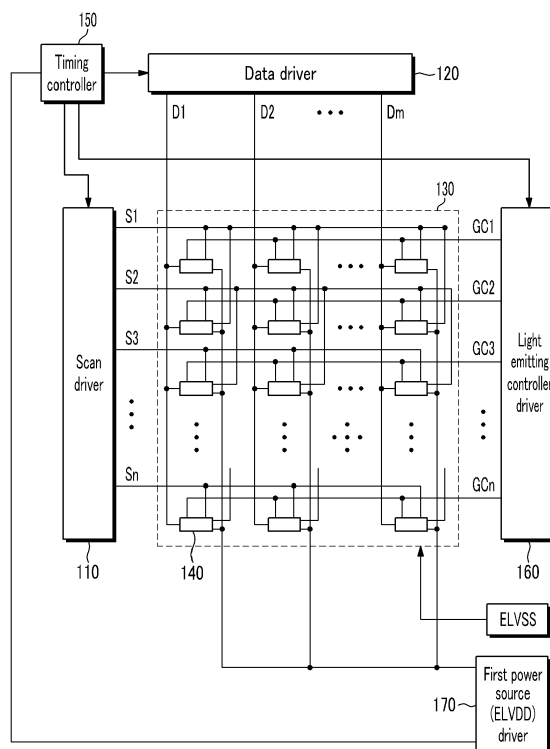 150
Timing
controller
Data driver
120
D1
D2
Dm
130
S1
GC1
S2
GC2
S3
GC3
Scan
driver
Light
emitting
controller
driver
Sn
GCn
110
140
160
ELVSS
170
First power
source
(ELVDD)
driver